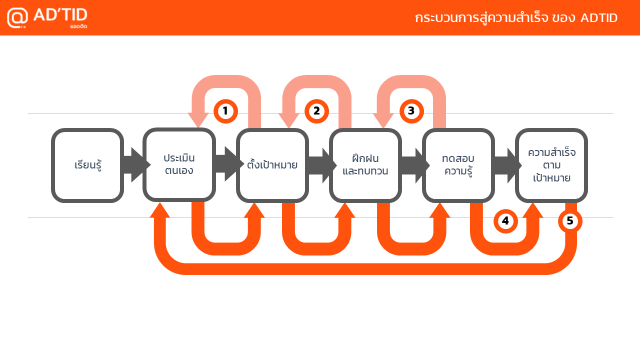 AD'TID
แอดติด
กระบวนการสู่ความสำเร็จ ของ ADTID
1
2
3
เรียนรู้
ประเมิน
ตนเอง
ตั้งเป้าหมาย
ฝึกฝน
และทบทวน
ทดสอบ
ความรู้
ความสำเร็จ
ตาม
เป้าหมาย
4
5